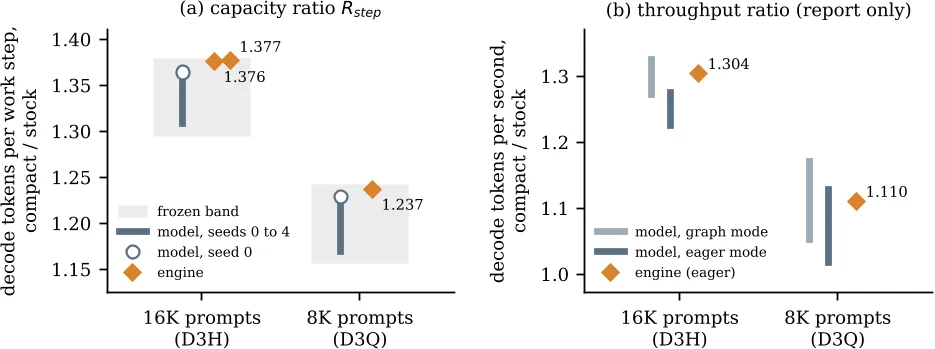 (a) capacity ratio R_step
decode tokens per work step,
compact / stock
1.40
1.35
1.30
1.25
1.20
1.15
1.377
1.376
1.237
frozen band
model, seeds 0 to 4
model, seed 0
engine
16K prompts
(D3H)
8K prompts
(D3Q)
(b) throughput ratio (report only)
decode tokens per second,
compact / stock
1.3
1.2
1.1
1.0
1.304
1.110
model, graph mode
model, eager mode
engine (eager)
16K prompts
(D3H)
8K prompts
(D3Q)